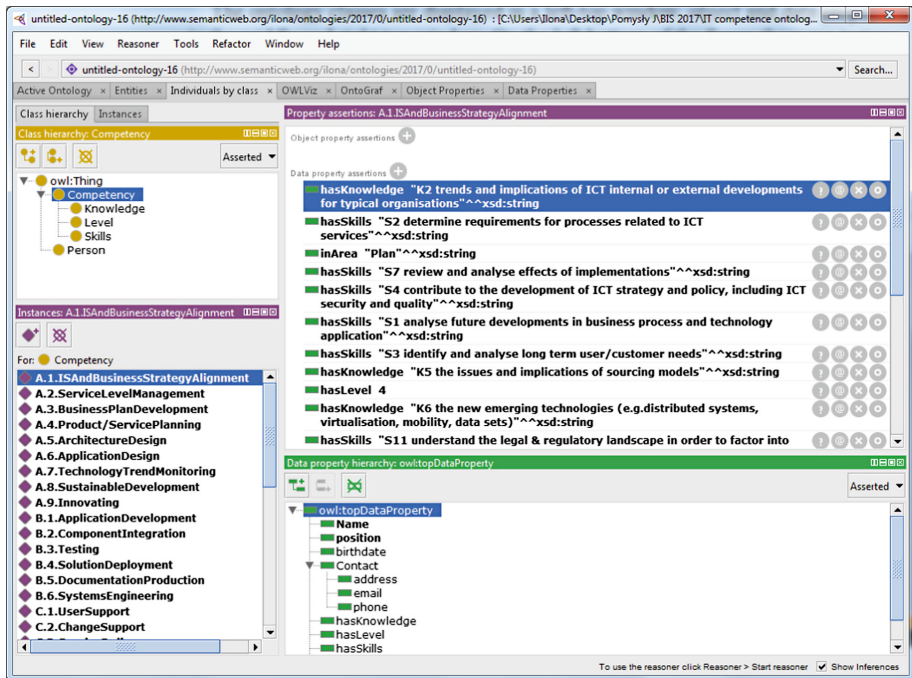 untitled-ontology-16 (http://www.semanticweb.org/ilona/ontologies/2017/0/untitled-ontology-16) : [C:\Users\Ilona\Desktop\Pomysły J\BIS 2017\IT competence ontolog...
File Edit View Reasoner Tools Refactor Window Help
< > untitled-ontology-16 (http://www.semanticweb.org/ilona/ontologies/2017/0/untitled-ontology-16) Search...
Active Ontology × Entities × Individuals by class × OWLViz × OntoGraf × Object Properties × Data Properties ×
Class hierarchy Instances
Class hierarchy: Competency
Asserted
owl:Thing
Competency
Knowledge
Level
Skills
Person
Instances: A.1.ISAndBusinessStrategyAlignment
For: Competency
A.1.ISAndBusinessStrategyAlignment
A.2.ServiceLevelManagement
A.3.BusinessPlanDevelopment
A.4.Product/ServicePlanning
A.5.ArchitectureDesign
A.6.ApplicationDesign
A.7.TechnologyTrendMonitoring
A.8.SustainableDevelopment
A.9.Innovating
B.1.ApplicationDevelopment
B.2.ComponentIntegration
B.3.Testing
B.4.SolutionDeployment
B.5.DocumentationProduction
B.6.SystemsEngineering
C.1.UserSupport
C.2.ChangeSupport
Property assertions: A.1.ISAndBusinessStrategyAlignment
Object property assertions
Data property assertions
hasKnowledge "K2 trends and implications of ICT internal or external developments
for typical organisations"^^xsd:string
hasSkills "S2 determine requirements for processes related to ICT
services"^^xsd:string
inArea "Plan"^^xsd:string
hasSkills "S7 review and analyse effects of implementations"^^xsd:string
hasSkills "S4 contribute to the development of ICT strategy and policy, including ICT
security and quality"^^xsd:string
hasSkills "S1 analyse future developments in business process and technology
application"^^xsd:string
hasSkills "S3 identify and analyse long term user/customer needs"^^xsd:string
hasKnowledge "K5 the issues and implications of sourcing models"^^xsd:string
hasLevel 4
hasKnowledge "K6 the new emerging technologies (e.g.distributed systems,
virtualisation, mobility, data sets)"^^xsd:string
hasSkills "S11 understand the legal & regulatory landscape in order to factor into
Data property hierarchy: owl:topDataProperty
Asserted
owl:topDataProperty
Name
position
birthdate
Contact
address
email
phone
hasKnowledge
hasLevel
hasSkills
To use the reasoner click Reasoner > Start reasoner Show Inferences